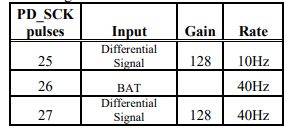 PD_SCK
pulses Input Gain Rate
25 Differential Signal 128 10Hz
26 BAT 40Hz
27 Differential Signal 128 40Hz